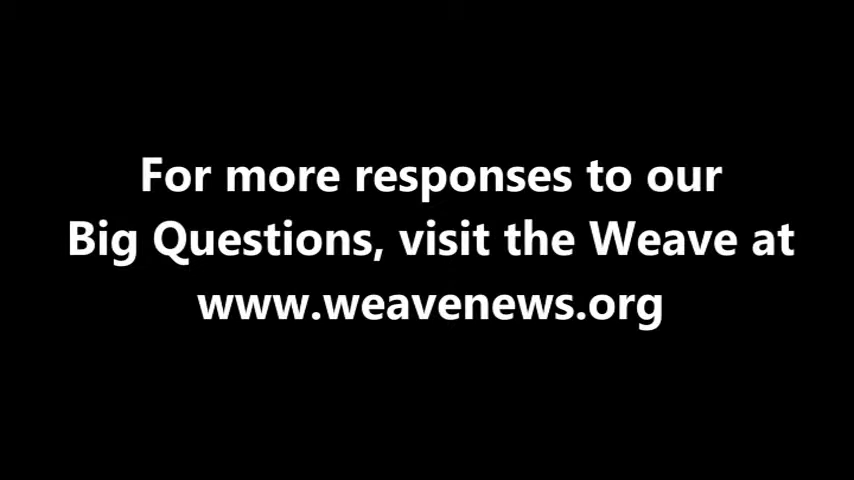 For more responses to our
Big Questions, visit the Weave at
www.weavenews.org